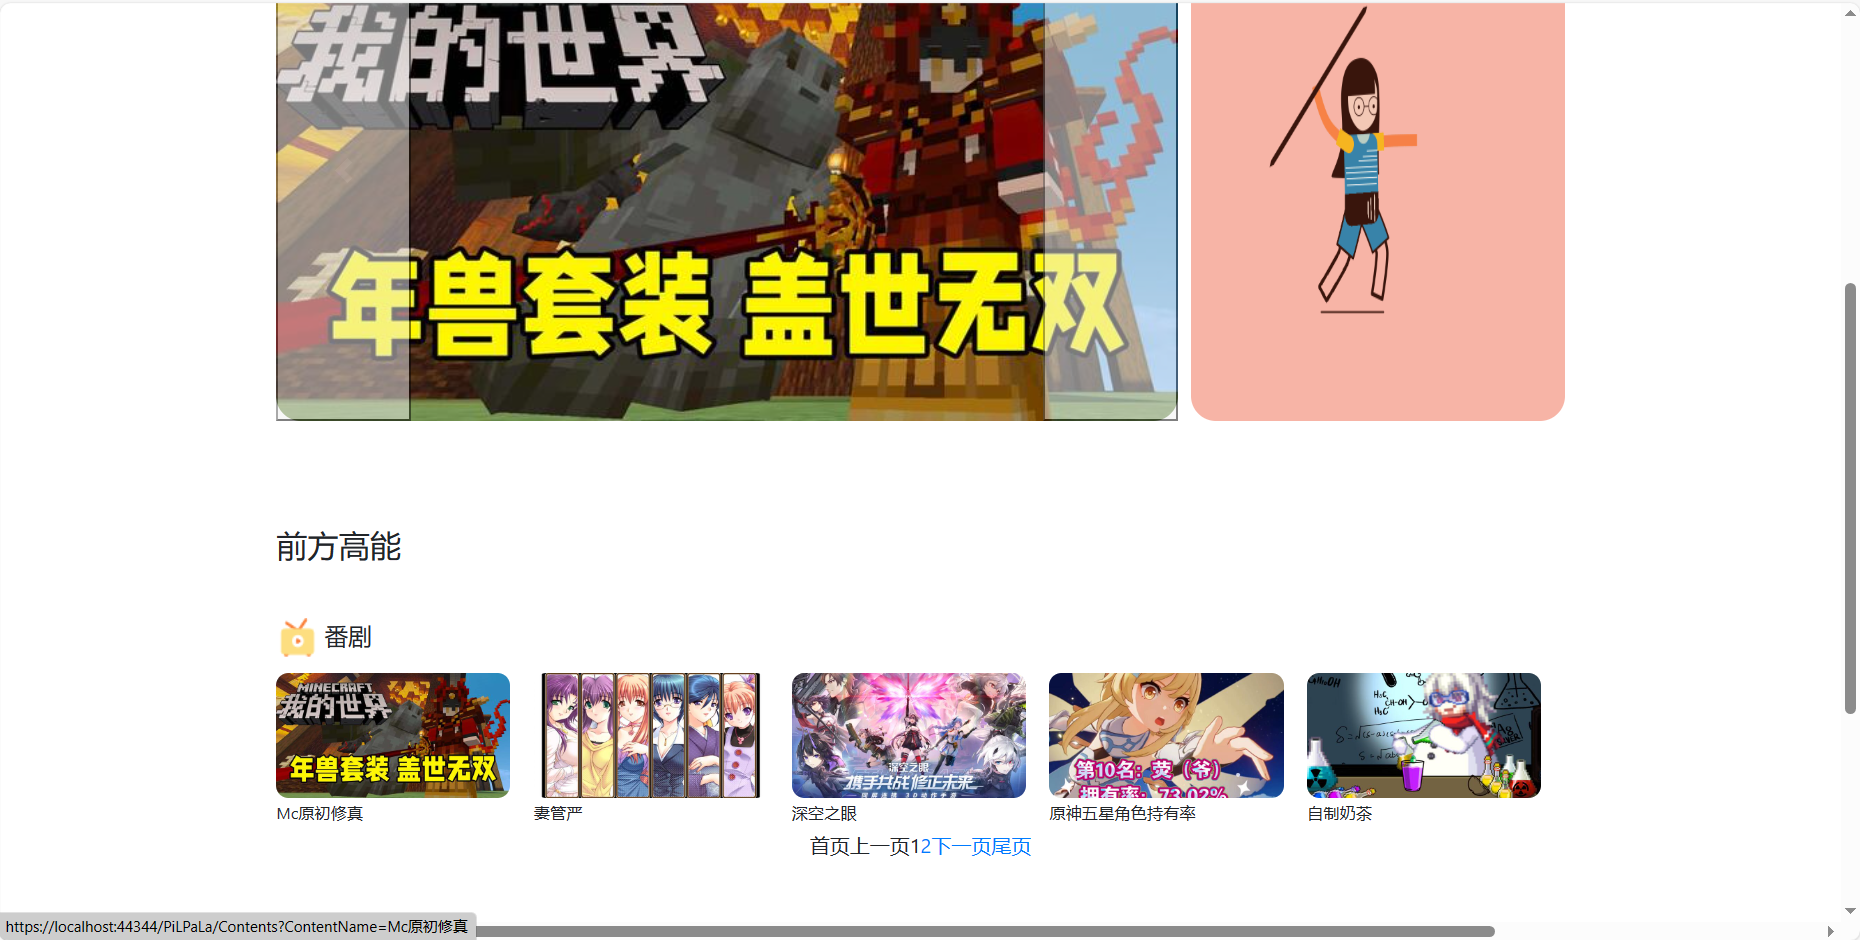 我的世界
年兽套装 盖世无双
前方高能
番剧
MINECRAFT
我的世界
年兽套装 盖世无双
深空之眼
携手共战 修正未来
第10名：荧（爷）
拥有率：73.02%
Mc原初修真
妻管严
深空之眼
原神五星角色持有率
自制奶茶
首页上一页12下一页尾页
https://localhost:44344/PiLPaLa/Contents?ContentName=Mc原初修真